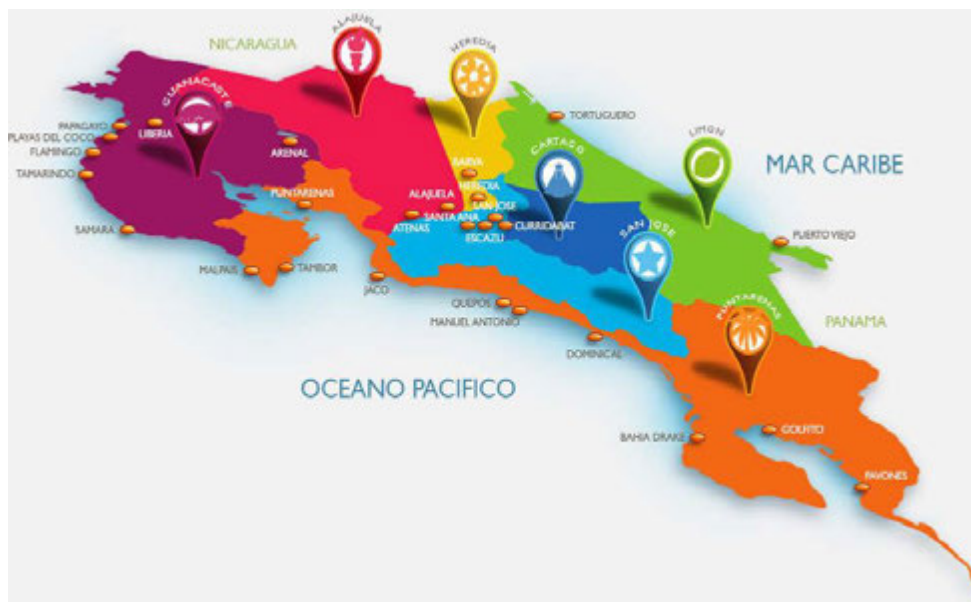 ALAJUELA
NICARAGUA
HEREDIA
GUANACASTE
PAPAGAYO
LIBERIA
PLAYAS DEL COCO
FLAMINGO
ARENAL
TAMARINDO
TORTUGUERO
LIMON
CARTAGO
MAR CARIBE
BARVA
HEREDIA
PUNTARENAS
ALAJUELA
SAN JOSE
SANTA ANA
ATENAS
ESCAZU
CURRIDABAT
SAN JOSE
SAMARA
PUERTO VIEJO
MALPAIS
TAMBOR
JACO
QUEPOS
MANUEL ANTONIO
PUNTARENAS
PANAMA
DOMINICAL
OCEANO PACIFICO
BAHIA DRAKE
GOLFITO
PAVONES